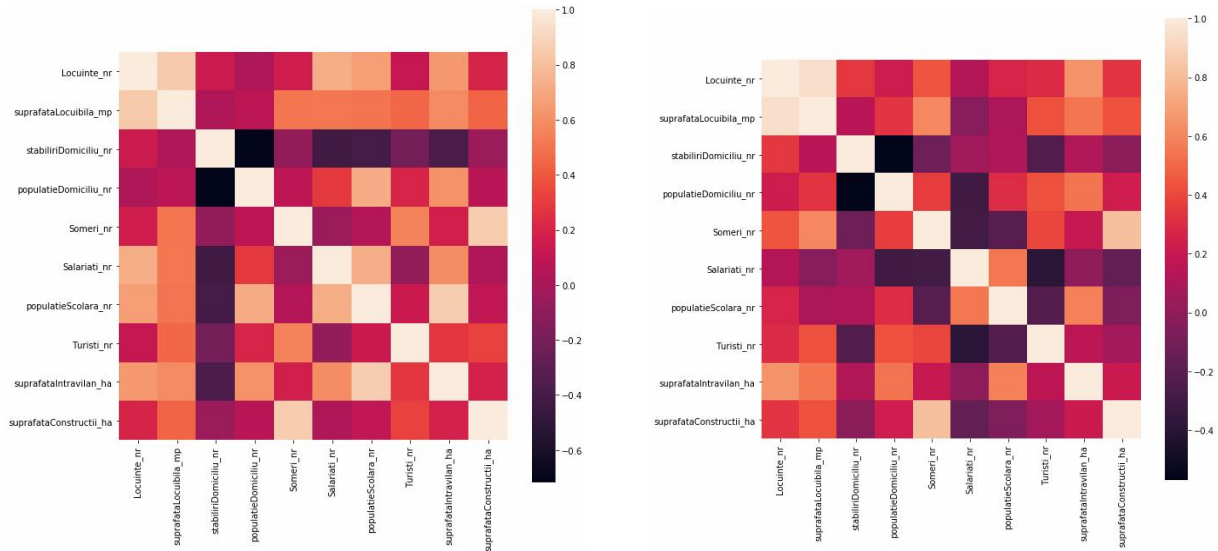 Locuinte_nr
suprafataLocuibila_mp
stabiliriDomiciliu_nr
populatieDomiciliu_nr
Someri_nr
Salariati_nr
populatieScolara_nr
Turisti_nr
suprafataIntravilan_ha
suprafataConstructii_ha
Locuinte_nr
suprafataLocuibila_mp
stabiliriDomiciliu_nr
populatieDomiciliu_nr
Someri_nr
Salariati_nr
populatieScolara_nr
Turisti_nr
suprafataIntravilan_ha
suprafataConstructii_ha
1.0
0.8
0.6
0.4
0.2
0.0
−0.2
−0.4
−0.6
Locuinte_nr
suprafataLocuibila_mp
stabiliriDomiciliu_nr
populatieDomiciliu_nr
Someri_nr
Salariati_nr
populatieScolara_nr
Turisti_nr
suprafataIntravilan_ha
suprafataConstructii_ha
Locuinte_nr
suprafataLocuibila_mp
stabiliriDomiciliu_nr
populatieDomiciliu_nr
Someri_nr
Salariati_nr
populatieScolara_nr
Turisti_nr
suprafataIntravilan_ha
suprafataConstructii_ha
1.0
0.8
0.6
0.4
0.2
0.0
−0.2
−0.4